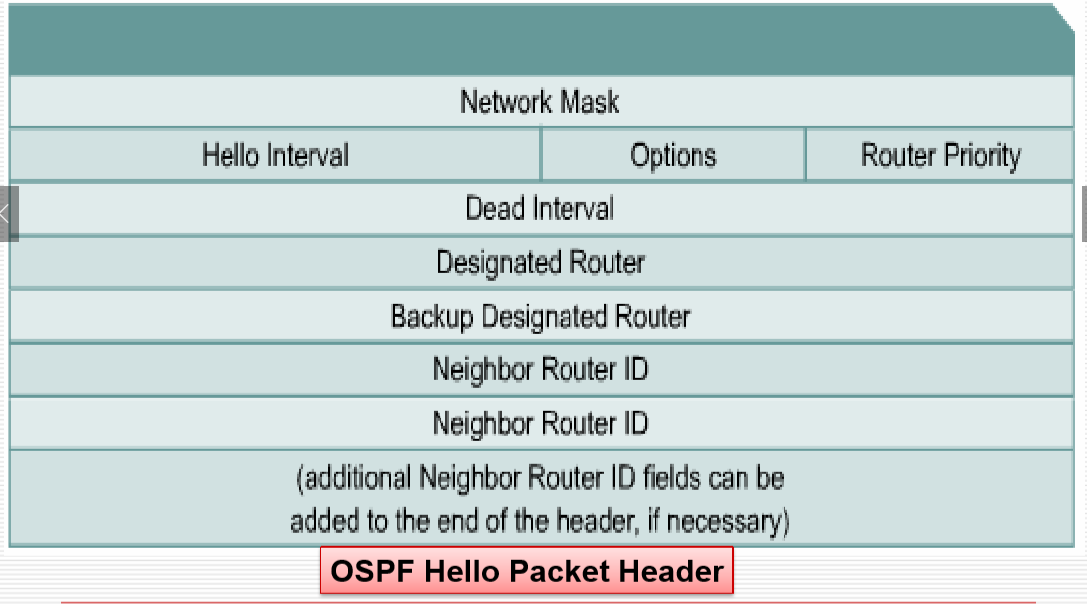 Network Mask
Hello Interval Options Router Priority
Dead Interval
Designated Router
Backup Designated Router
Neighbor Router ID
Neighbor Router ID
(additional Neighbor Router ID fields can be
added to the end of the header, if necessary)
OSPF Hello Packet Header